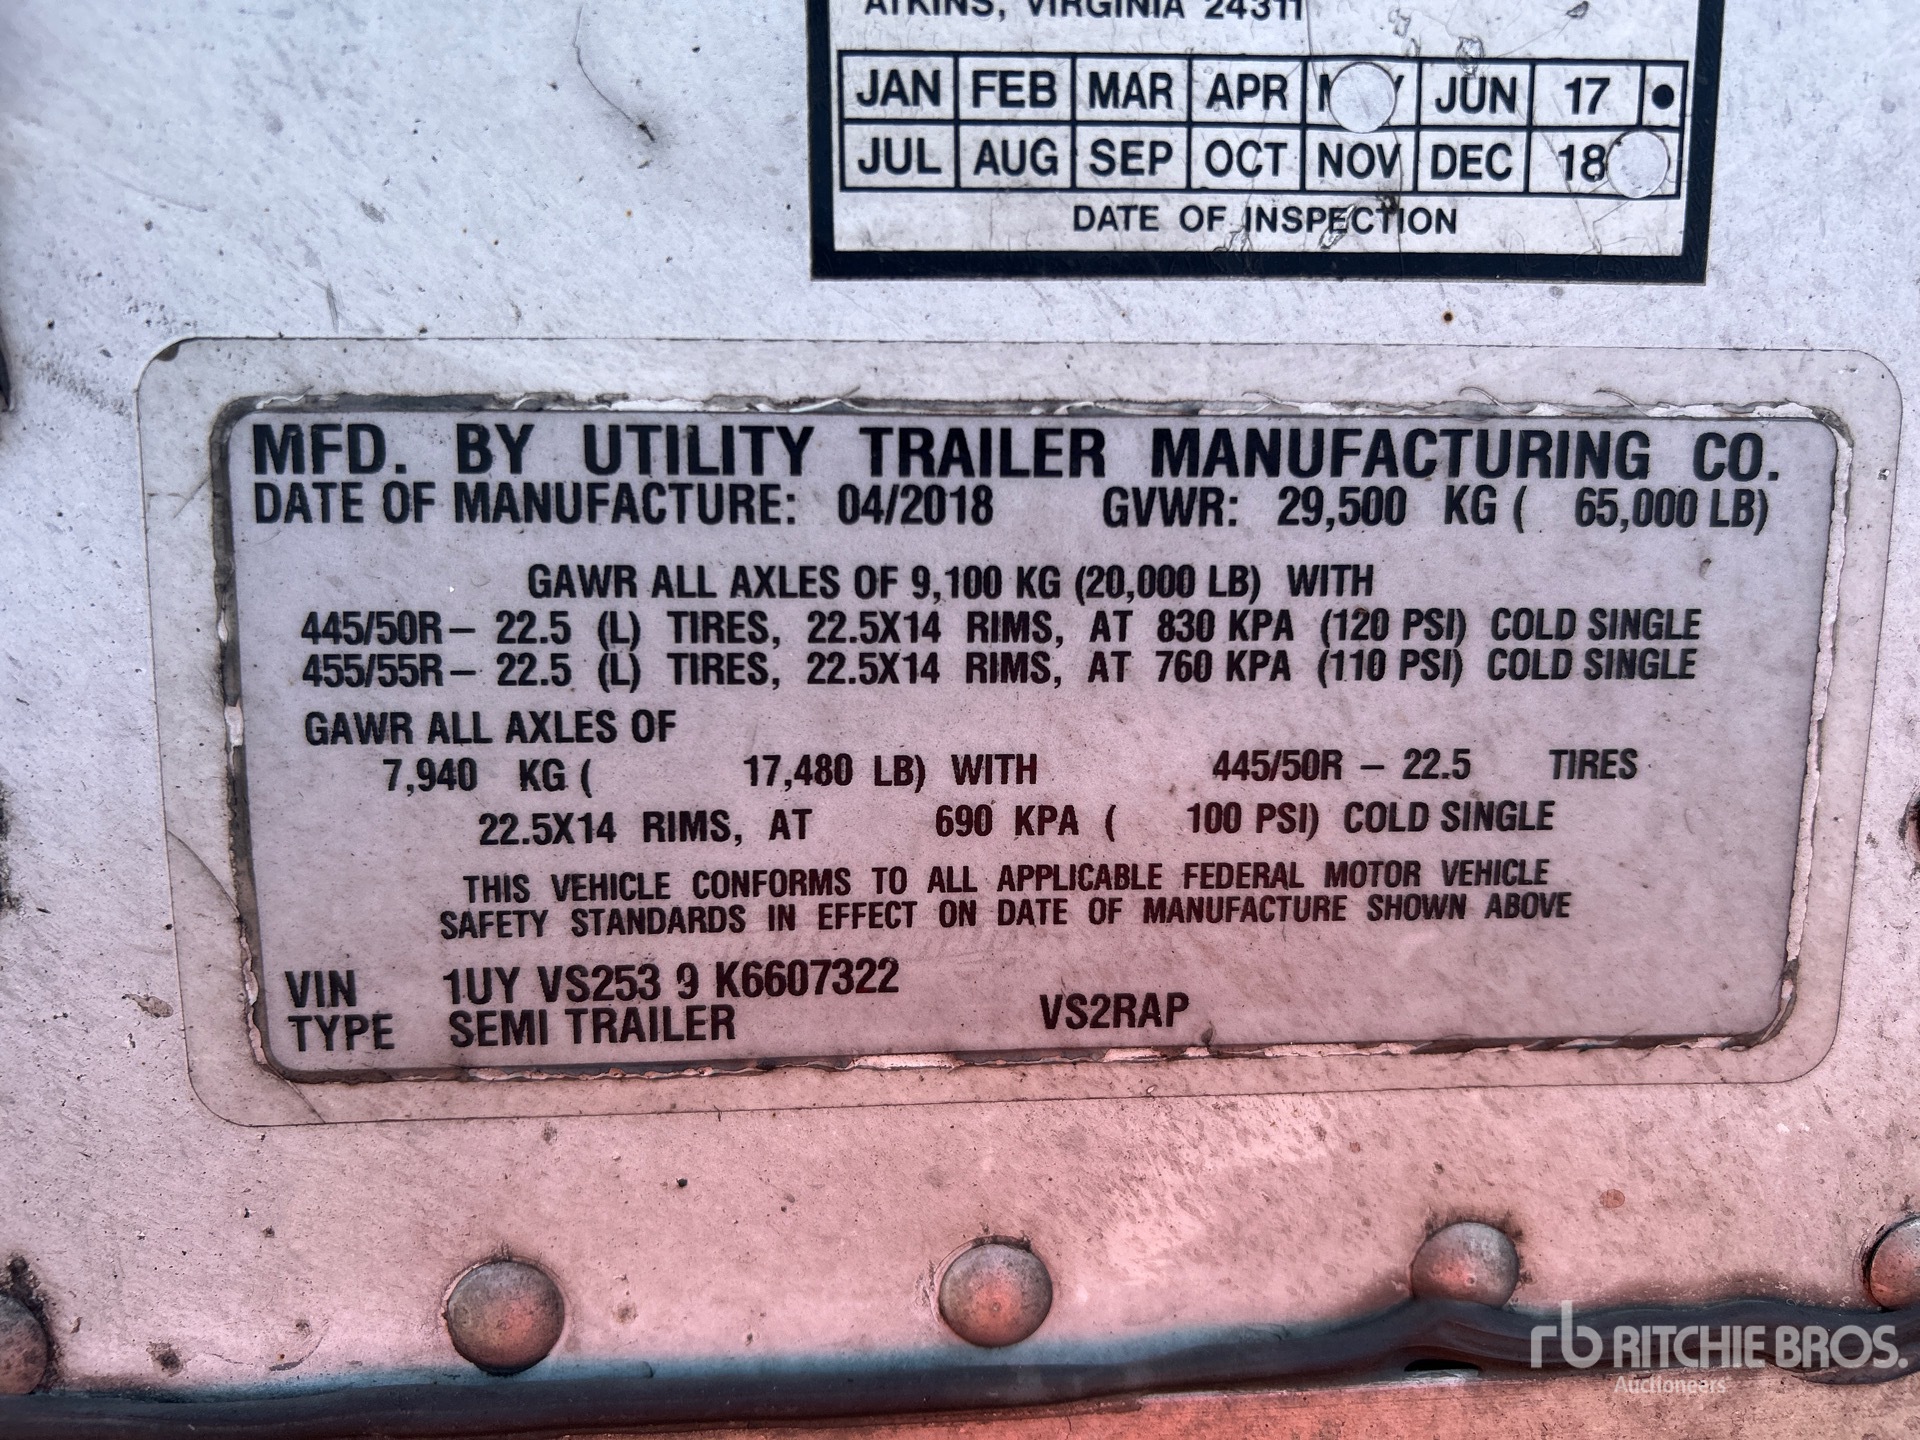 ATKINS, VIRGINIA 24311
JAN FEB MAR APR JUN 17
JUL AUG SEP OCT NOV DEC 18
DATE OF INSPECTION
MFD. BY UTILITY TRAILER MANUFACTURING CO.
DATE OF MANUFACTURE: 04/2018 GVWR: 29,500 KG ( 65,000 LB)
GAWR ALL AXLES OF 9,100 KG (20,000 LB) WITH
445/50R– 22.5 (L) TIRES, 22.5X14 RIMS, AT 830 KPA (120 PSI) COLD SINGLE
455/55R– 22.5 (L) TIRES, 22.5X14 RIMS, AT 760 KPA (110 PSI) COLD SINGLE
GAWR ALL AXLES OF
7,940 KG ( 17,480 LB) WITH 445/50R – 22.5 TIRES
22.5X14 RIMS, AT 690 KPA ( 100 PSI) COLD SINGLE
THIS VEHICLE CONFORMS TO ALL APPLICABLE FEDERAL MOTOR VEHICLE
SAFETY STANDARDS IN EFFECT ON DATE OF MANUFACTURE SHOWN ABOVE
VIN 1UY VS253 9 K6607322
TYPE SEMI TRAILER VS2RAP
rb RITCHIE BROS.
Auctioneers